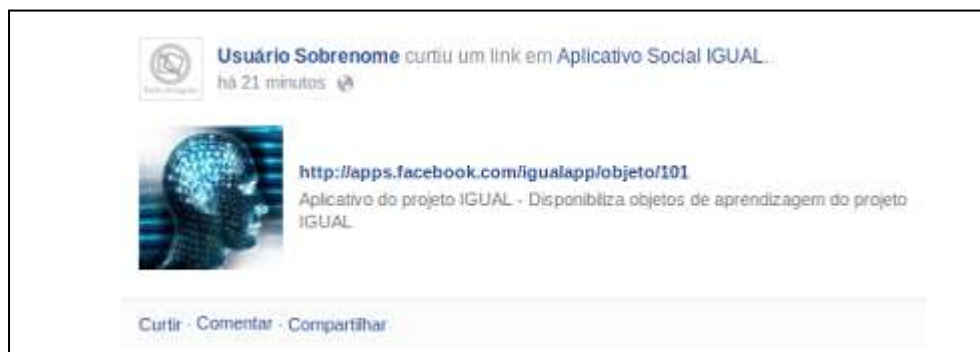 Usuário Sobrenome curtiu um link em Aplicativo Social IGUAL.
há 21 minutos
http://apps.facebook.com/igualapp/objeto/101
Aplicativo do projeto IGUAL - Disponibiliza objetos de aprendizagem do projeto
IGUAL
Curtir · Comentar · Compartilhar